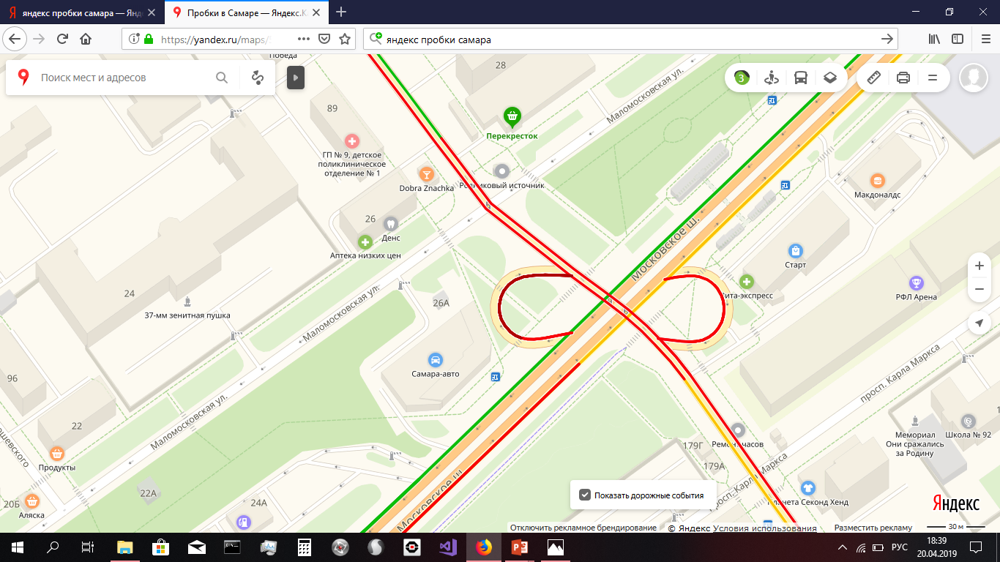 яндекс пробки самара — Янд
Пробки в Самаре — Яндекс.К
https://yandex.ru/maps/
яндекс пробки самара
Победа
Поиск мест и адресов
28
3
Маломосковская ул.
89
Перекресток
ГП № 9, детское
поликлиническое
отделение № 1
Dobra Znachka
Родниковый источник
Макдоналдс
26
Денс
Аптека низких цен
Московское ш.
Старт
24
37-мм зенитная пушка
26А
Вита-экспресс
РФЛ Арена
Маломосковская ул.
Самара-авто
96
просп. Карла Маркса
Маломосковская ул.
22
Продукты
Ремонт часов
179Г
179А
Мемориал
Они сражались
за Родину
Школа № 92
22А
20Б
Аляска
24А
Московское ш.
просп. Карла Маркса
Планета Секонд Хенд
Показать дорожные события
Яндекс
Отключить рекламное брендирование
© Яндекс Условия использования
Разместить рекламу
30 м
РУС
18:39
20.04.2019